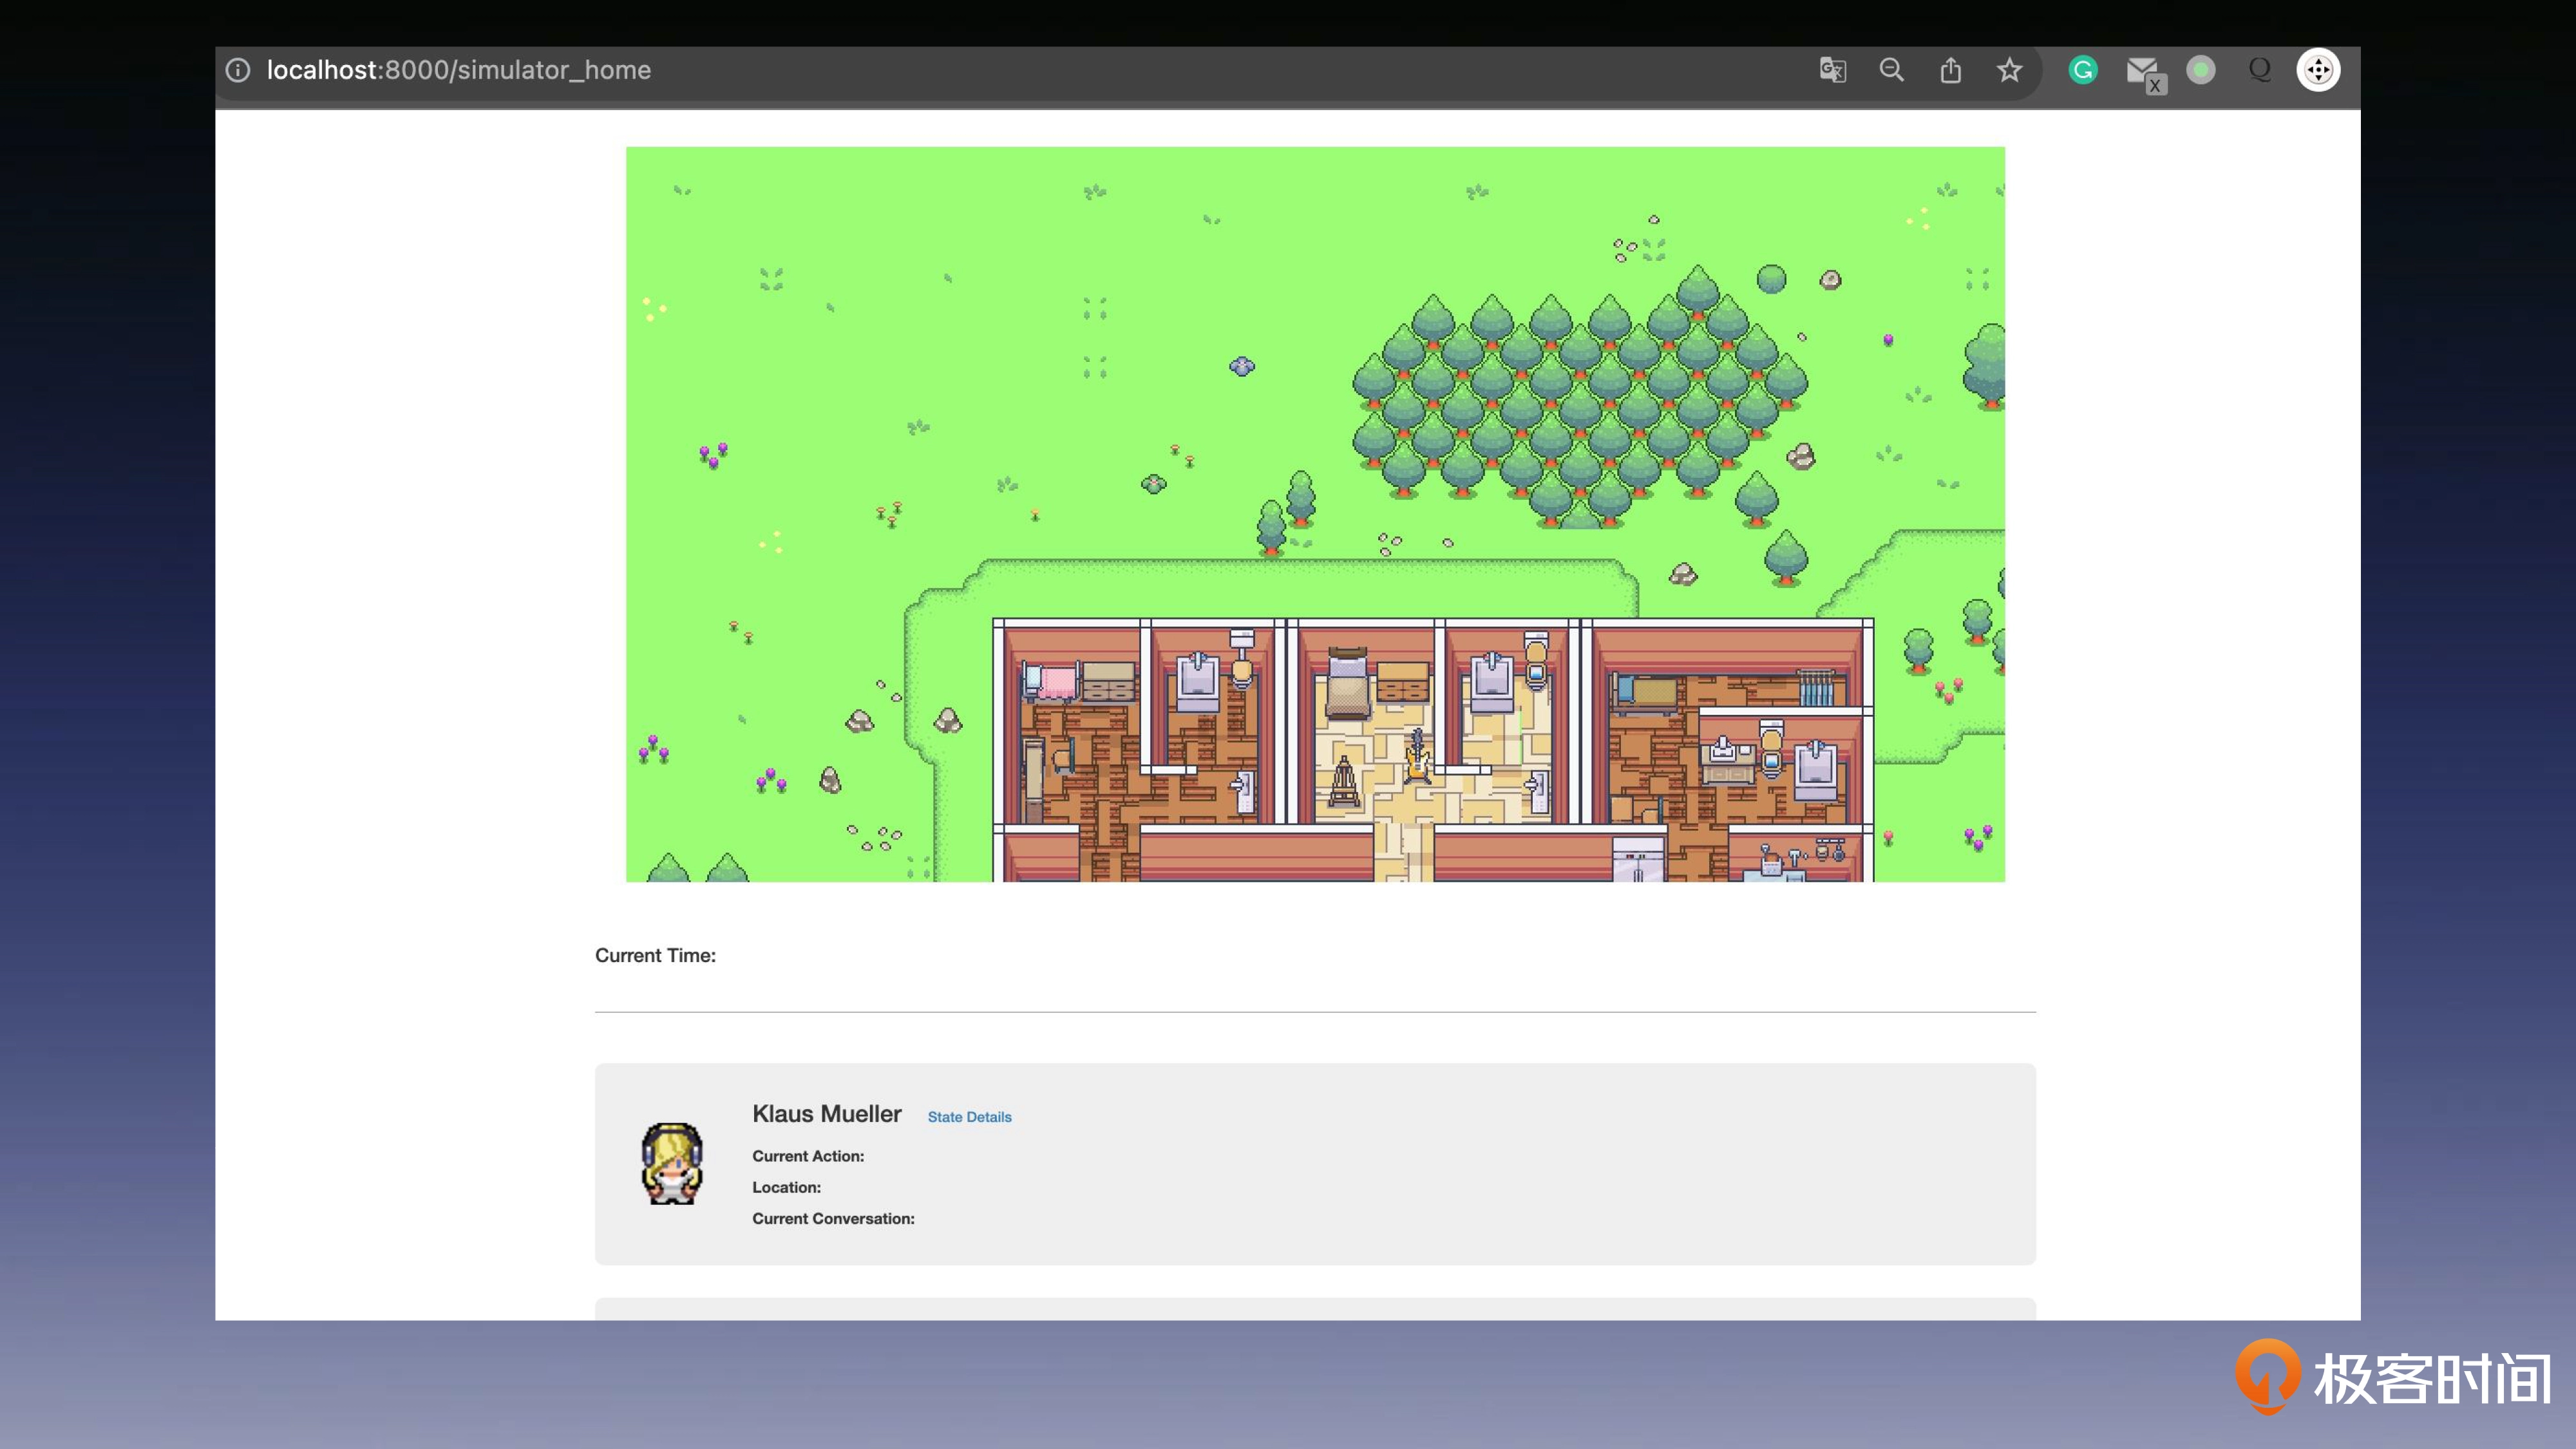 localhost:8000/simulator_home
Current Time:
Klaus Mueller State Details
Current Action:
Location:
Current Conversation:
极客时间